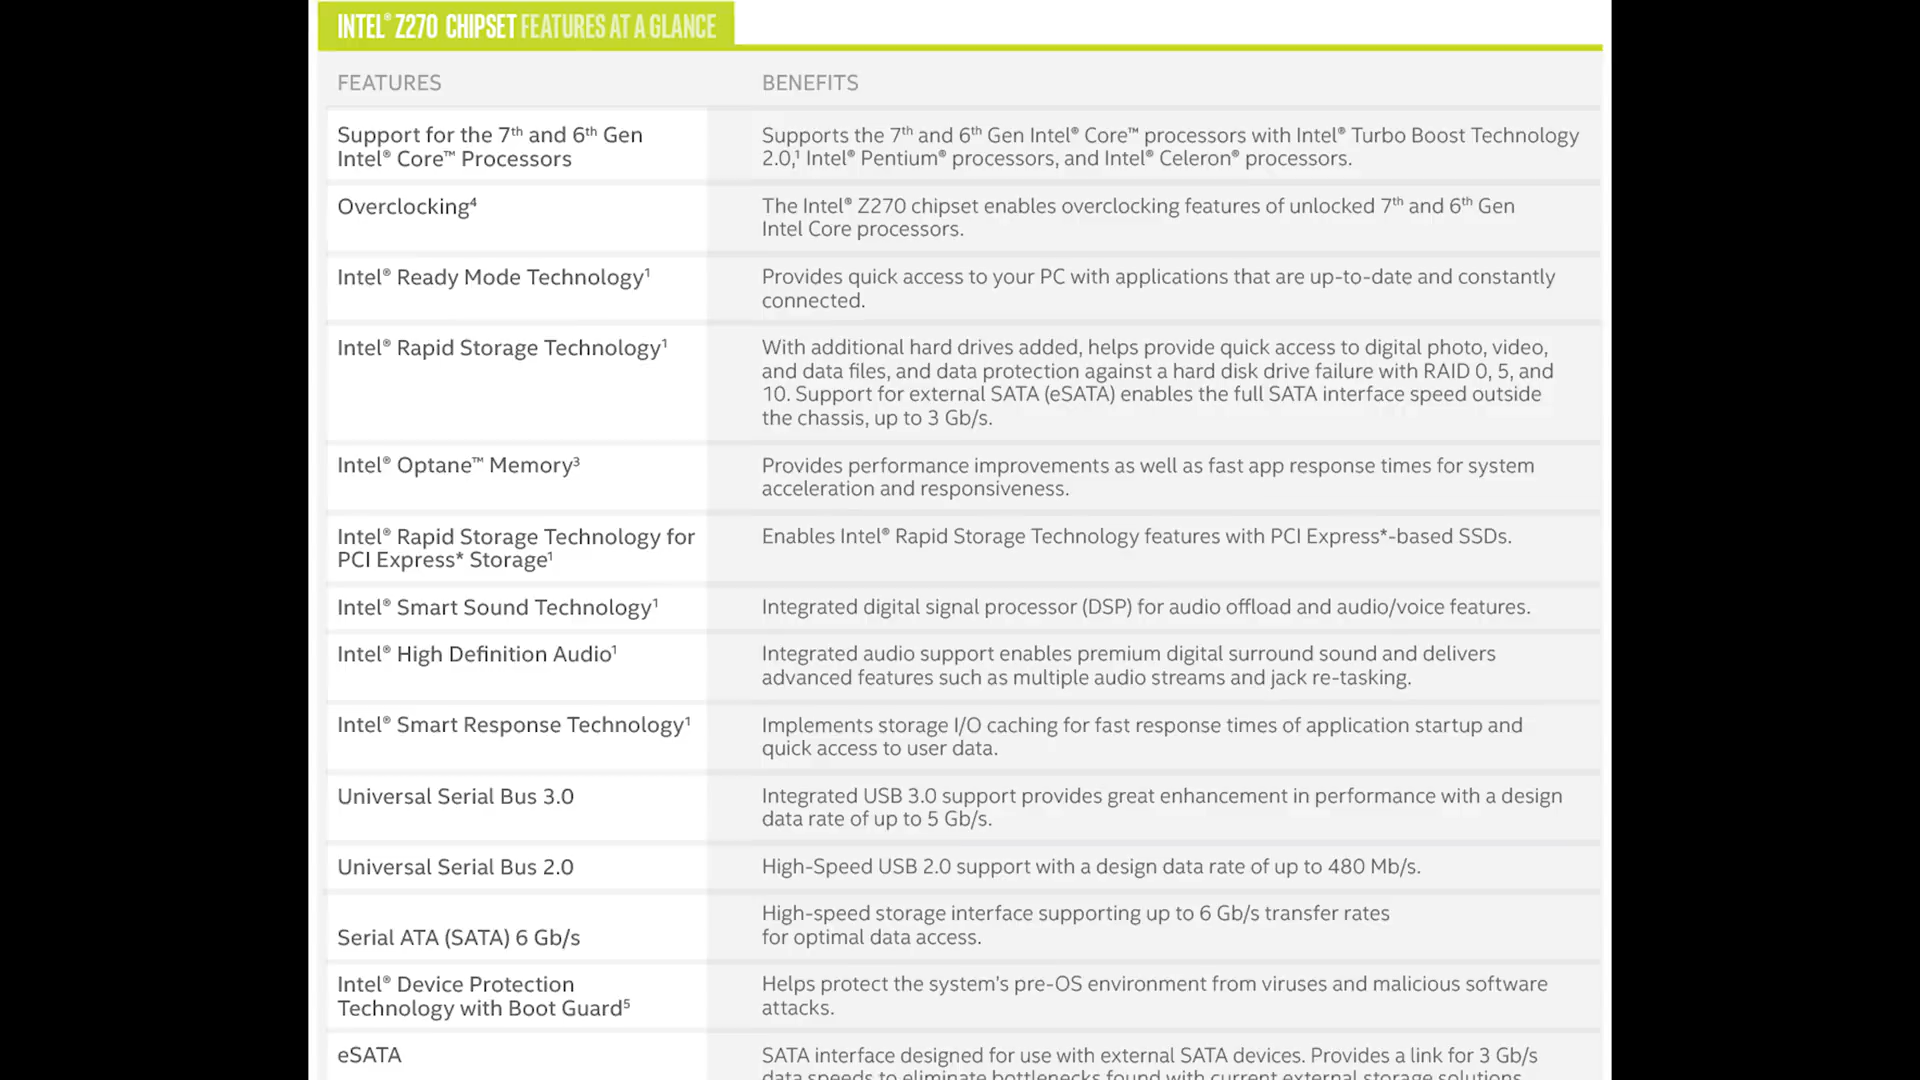 INTEL® Z270 CHIPSET FEATURES AT A GLANCE
FEATURES BENEFITS
Support for the 7th and 6th Gen
Intel® Core™ Processors
Supports the 7th and 6th Gen Intel® Core™ processors with Intel® Turbo Boost Technology
2.0,¹ Intel® Pentium® processors, and Intel® Celeron® processors.
Overclocking⁴
The Intel® Z270 chipset enables overclocking features of unlocked 7th and 6th Gen
Intel Core processors.
Intel® Ready Mode Technology¹
Provides quick access to your PC with applications that are up-to-date and constantly
connected.
Intel® Rapid Storage Technology¹
With additional hard drives added, helps provide quick access to digital photo, video,
and data files, and data protection against a hard disk drive failure with RAID 0, 5, and
10. Support for external SATA (eSATA) enables the full SATA interface speed outside
the chassis, up to 3 Gb/s.
Intel® Optane™ Memory³
Provides performance improvements as well as fast app response times for system
acceleration and responsiveness.
Intel® Rapid Storage Technology for
PCI Express* Storage¹
Enables Intel® Rapid Storage Technology features with PCI Express*-based SSDs.
Intel® Smart Sound Technology¹
Integrated digital signal processor (DSP) for audio offload and audio/voice features.
Intel® High Definition Audio¹
Integrated audio support enables premium digital surround sound and delivers
advanced features such as multiple audio streams and jack re-tasking.
Intel® Smart Response Technology¹
Implements storage I/O caching for fast response times of application startup and
quick access to user data.
Universal Serial Bus 3.0
Integrated USB 3.0 support provides great enhancement in performance with a design
data rate of up to 5 Gb/s.
Universal Serial Bus 2.0
High-Speed USB 2.0 support with a design data rate of up to 480 Mb/s.
Serial ATA (SATA) 6 Gb/s
High-speed storage interface supporting up to 6 Gb/s transfer rates
for optimal data access.
Intel® Device Protection
Technology with Boot Guard⁵
Helps protect the system's pre-OS environment from viruses and malicious software
attacks.
eSATA
SATA interface designed for use with external SATA devices. Provides a link for 3 Gb/s
data speeds to eliminate bottlenecks found with current external storage solutions.